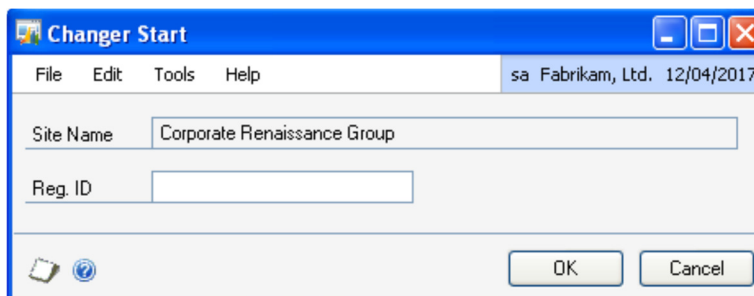 Changer Start
File Edit Tools Help sa Fabrikam, Ltd. 12/04/2017
Site Name Corporate Renaissance Group
Reg. ID
OK Cancel